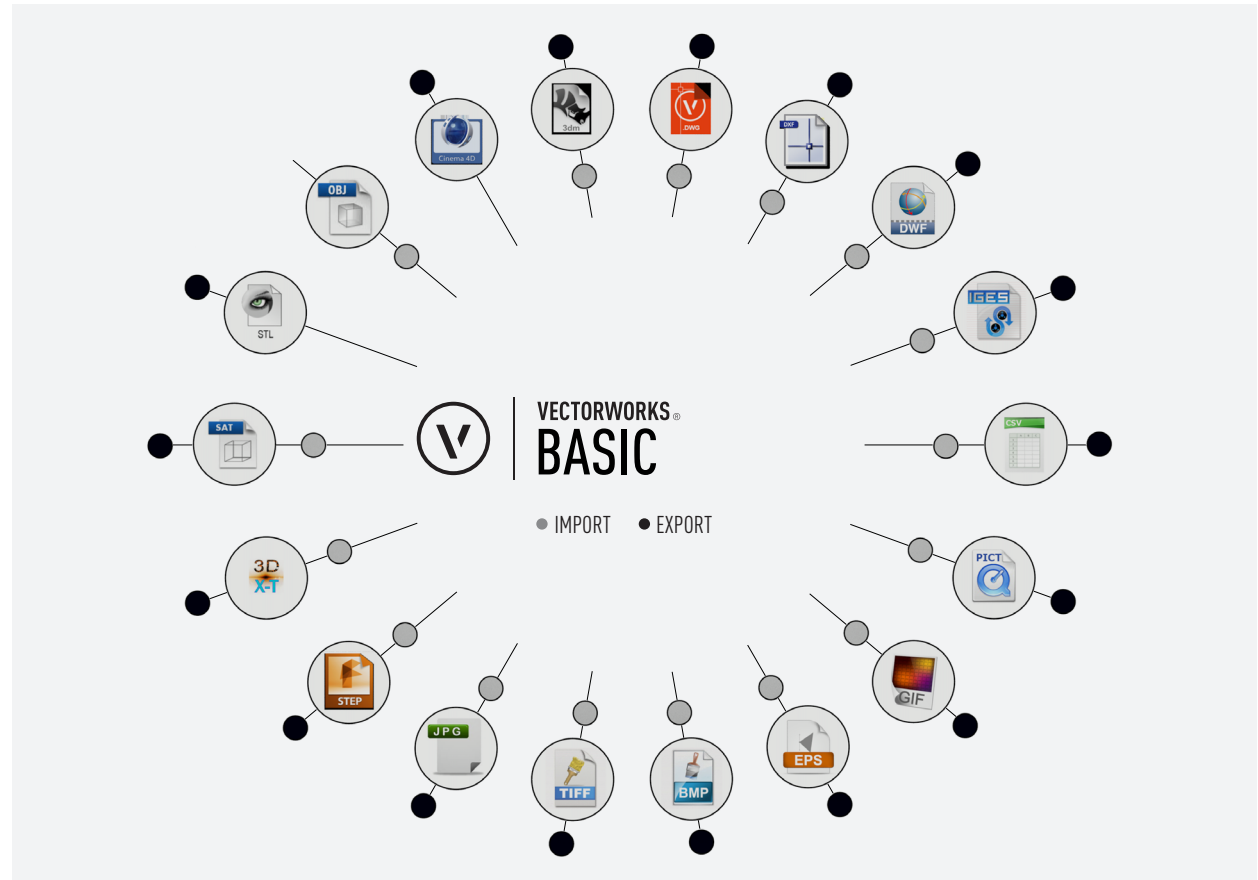 3dm
.DWG
DXF
Cinema 4D
OBJ
DWF
IGES
STL
VECTORWORKS®
BASIC
SAT
CSV
IMPORT
EXPORT
3D
X-T
PICT
STEP
GIF
JPG
EPS
TIFF
BMP